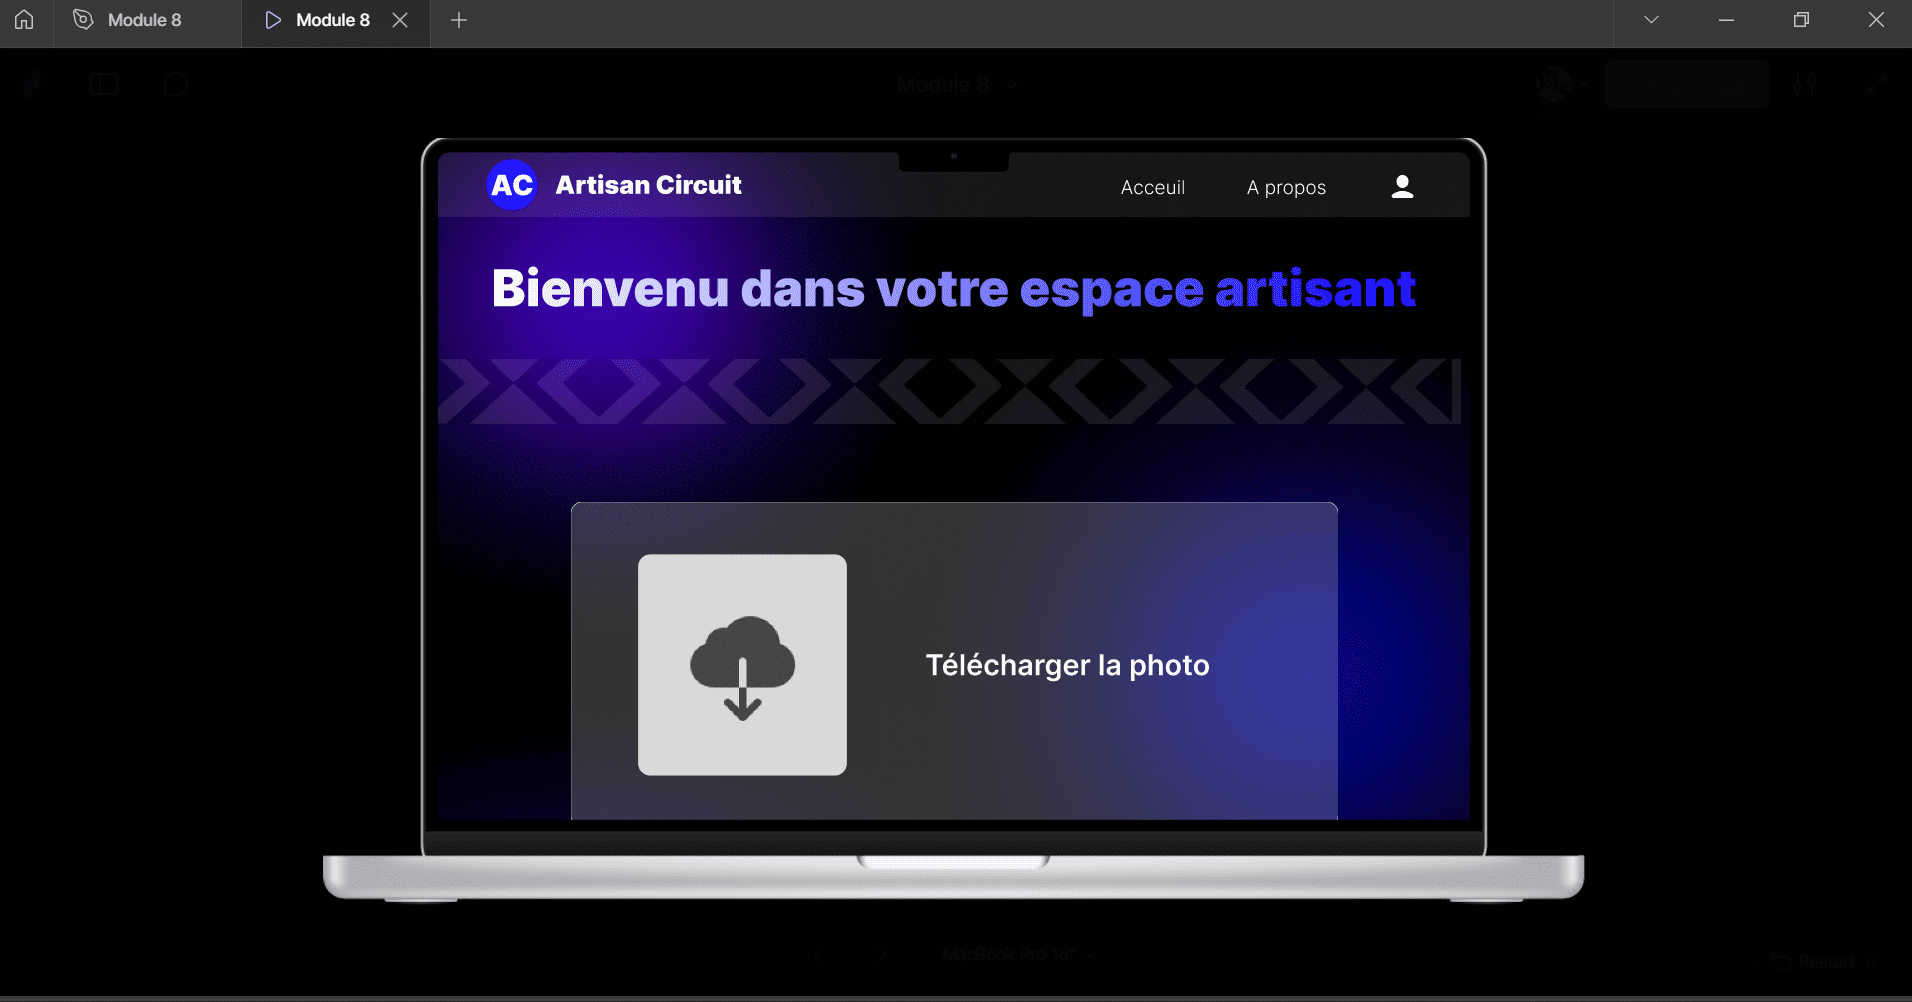 Module 8
Module 8
Module 8
AC Artisan Circuit
Acceuil
A propos
Bienvenu dans votre espace artisant
Télécharger la photo
MacBook Pro 16"
Restart R